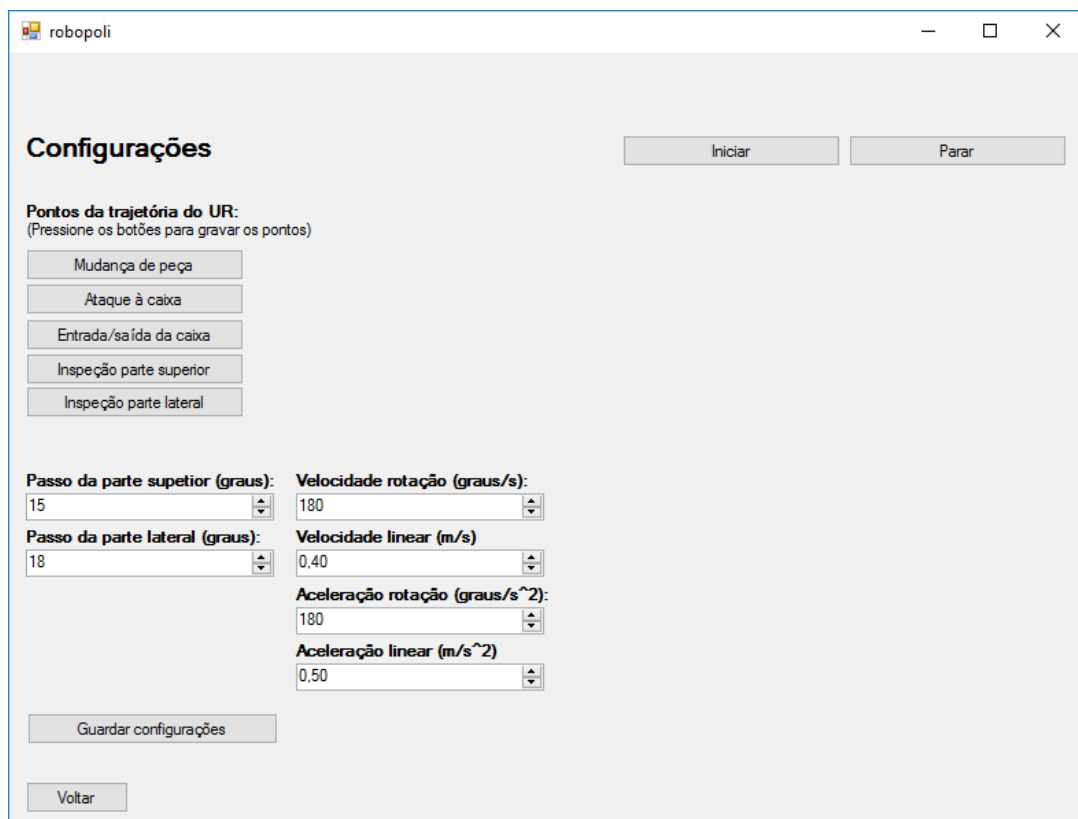 robopoli
Configurações
Iniciar
Parar
Pontos da trajetória do UR:
(Pressione os botões para gravar os pontos)
Mudança de peça
Ataque à caixa
Entrada/saída da caixa
Inspeção parte superior
Inspeção parte lateral
Passo da parte supetior (graus):
15
Passo da parte lateral (graus):
18
Velocidade rotação (graus/s):
180
Velocidade linear (m/s)
0,40
Aceleração rotação (graus/s^2):
180
Aceleração linear (m/s^2)
0,50
Guardar configurações
Voltar